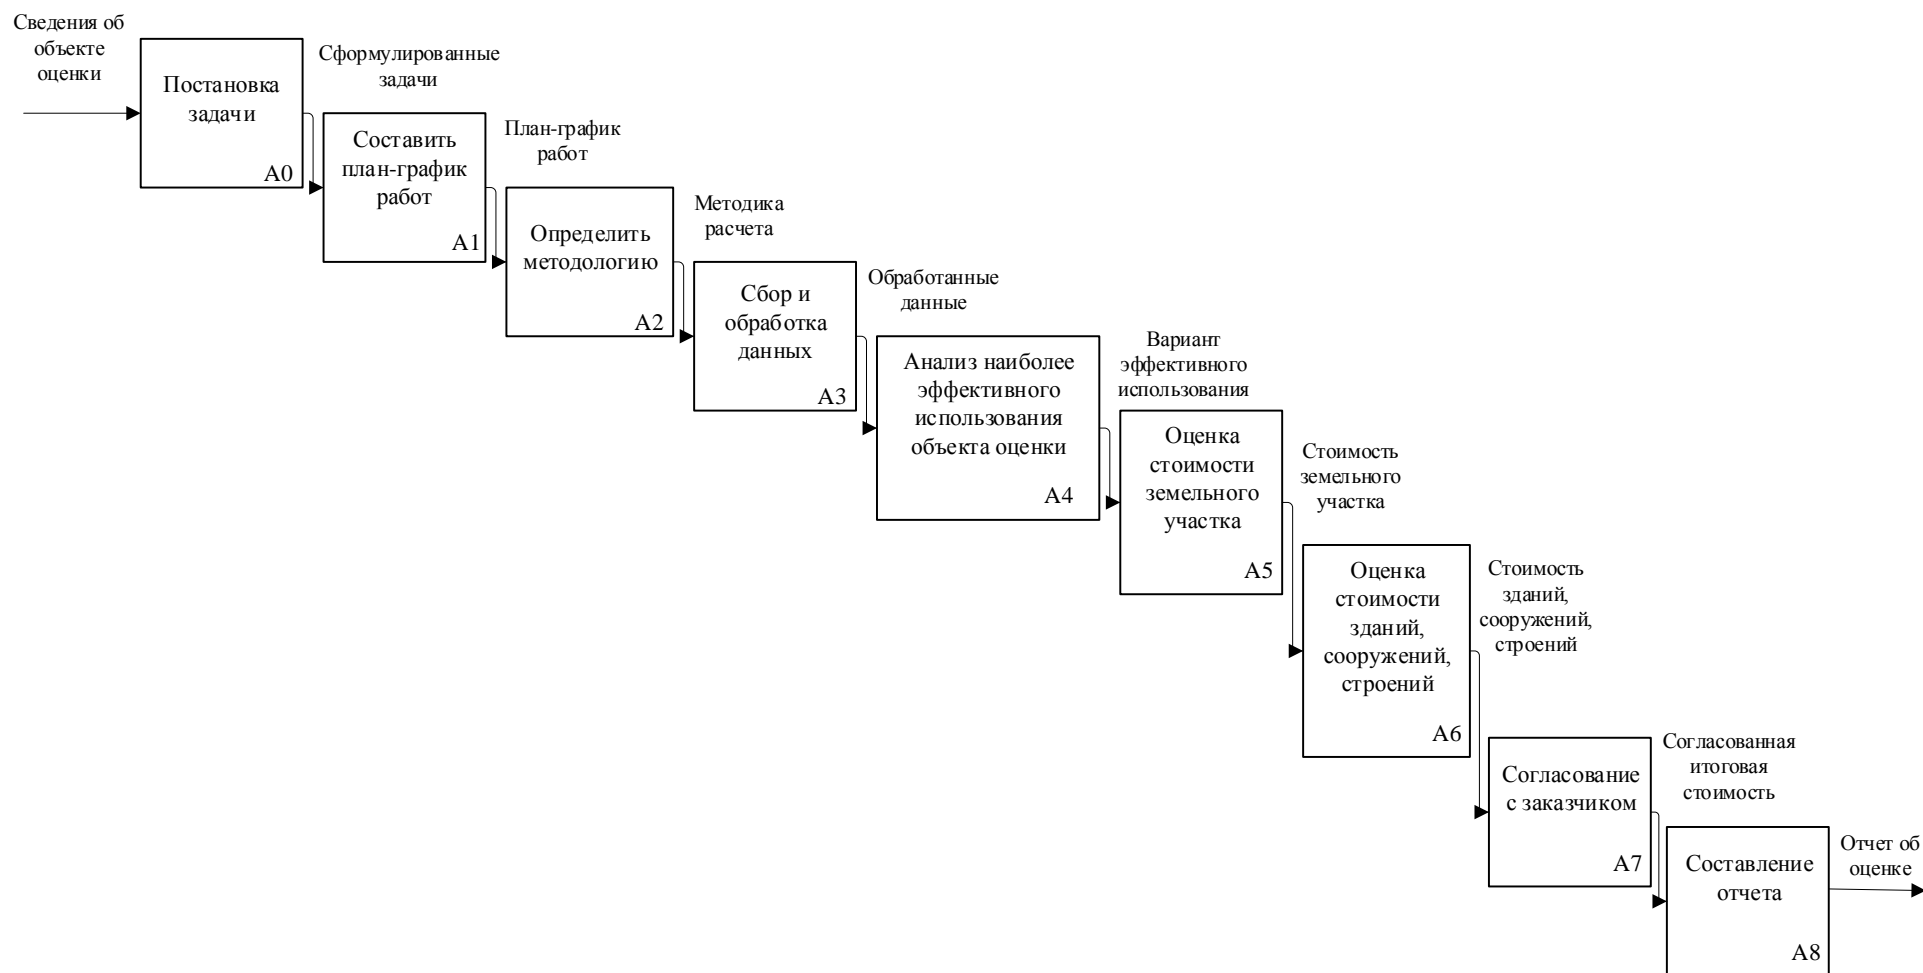 Сведения об
объекте
оценки
Постановка
задачи
A0
Сформулированные
задачи
Составить
план-график
работ
A1
План-график
работ
Определить
методологию
A2
Методика
расчета
Сбор и
обработка
данных
A3
Обработанные
данные
Анализ наиболее
эффективного
использования
объекта оценки
A4
Вариант
эффективного
использования
Оценка
стоимости
земельного
участка
A5
Стоимость
земельного
участка
Оценка
стоимости
зданий,
сооружений,
строений
A6
Стоимость
зданий,
сооружений,
строений
Согласование
с заказчиком
A7
Согласованная
итоговая
стоимость
Составление
отчета
A8
Отчет об
оценке